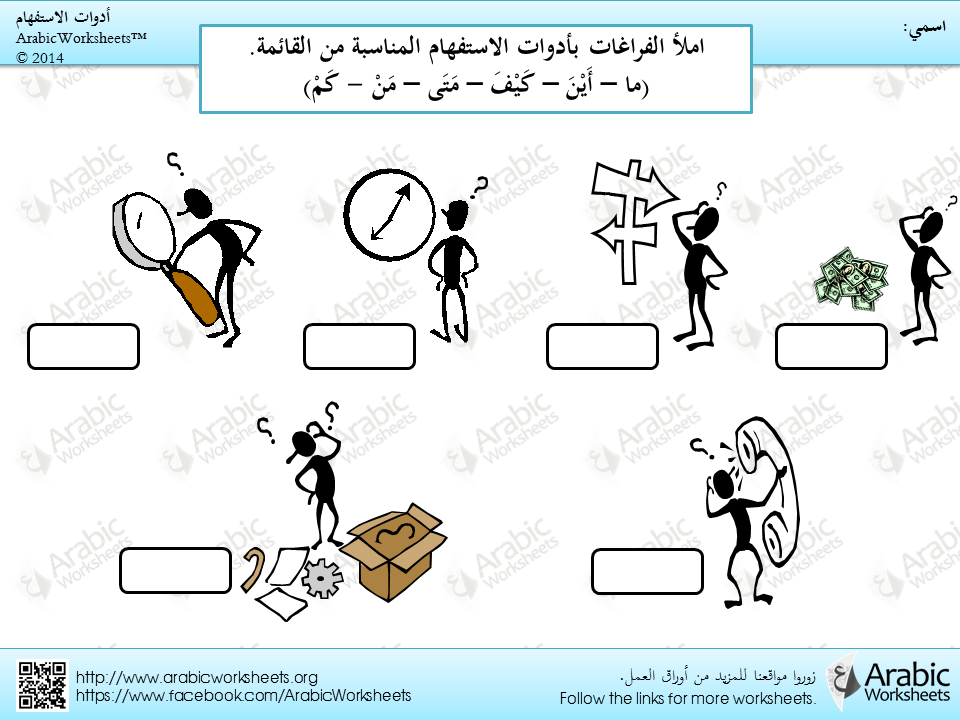 اسمي:
أدوات الاستفهام
ArabicWorksheets™
© 2014
املأ الفراغات بأدوات الاستفهام المناسبة من القائمة.
(ما – أَيْنَ – كَيْفَ – مَتَى – مَنْ – كَمْ)
http://www.arabicworksheets.org
https://www.facebook.com/ArabicWorksheets
زوروا مواقعنا للمزيد من أوراق العمل.
Follow the links for more worksheets.
Arabic
Worksheets